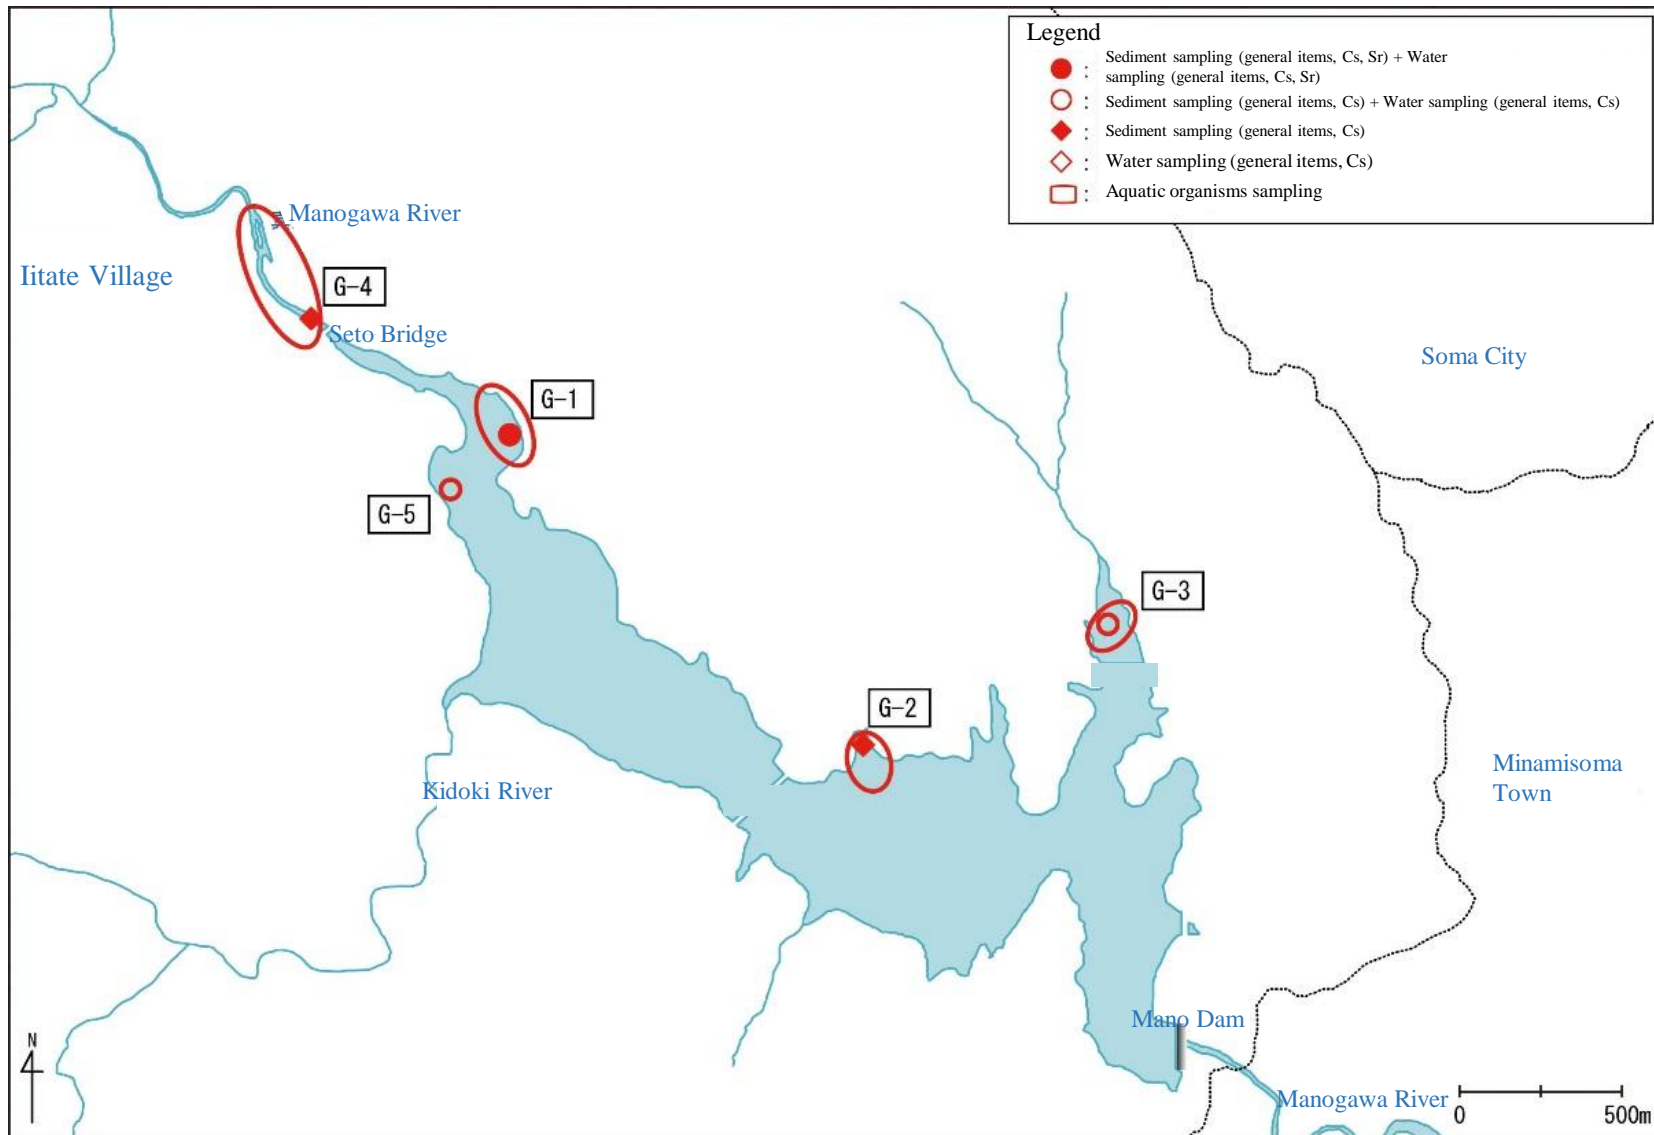 Legend
: Sediment sampling (general items, Cs, Sr) + Water
sampling (general items, Cs, Sr)
: Sediment sampling (general items, Cs) + Water sampling (general items, Cs)
: Sediment sampling (general items, Cs)
: Water sampling (general items, Cs)
: Aquatic organisms sampling
Manogawa River
Iitate Village
G-4
Seto Bridge
Soma City
G-1
G-5
G-3
G-2
Kidoki River
Minamisoma
Town
Mano Dam
N
Manogawa River
0 500m